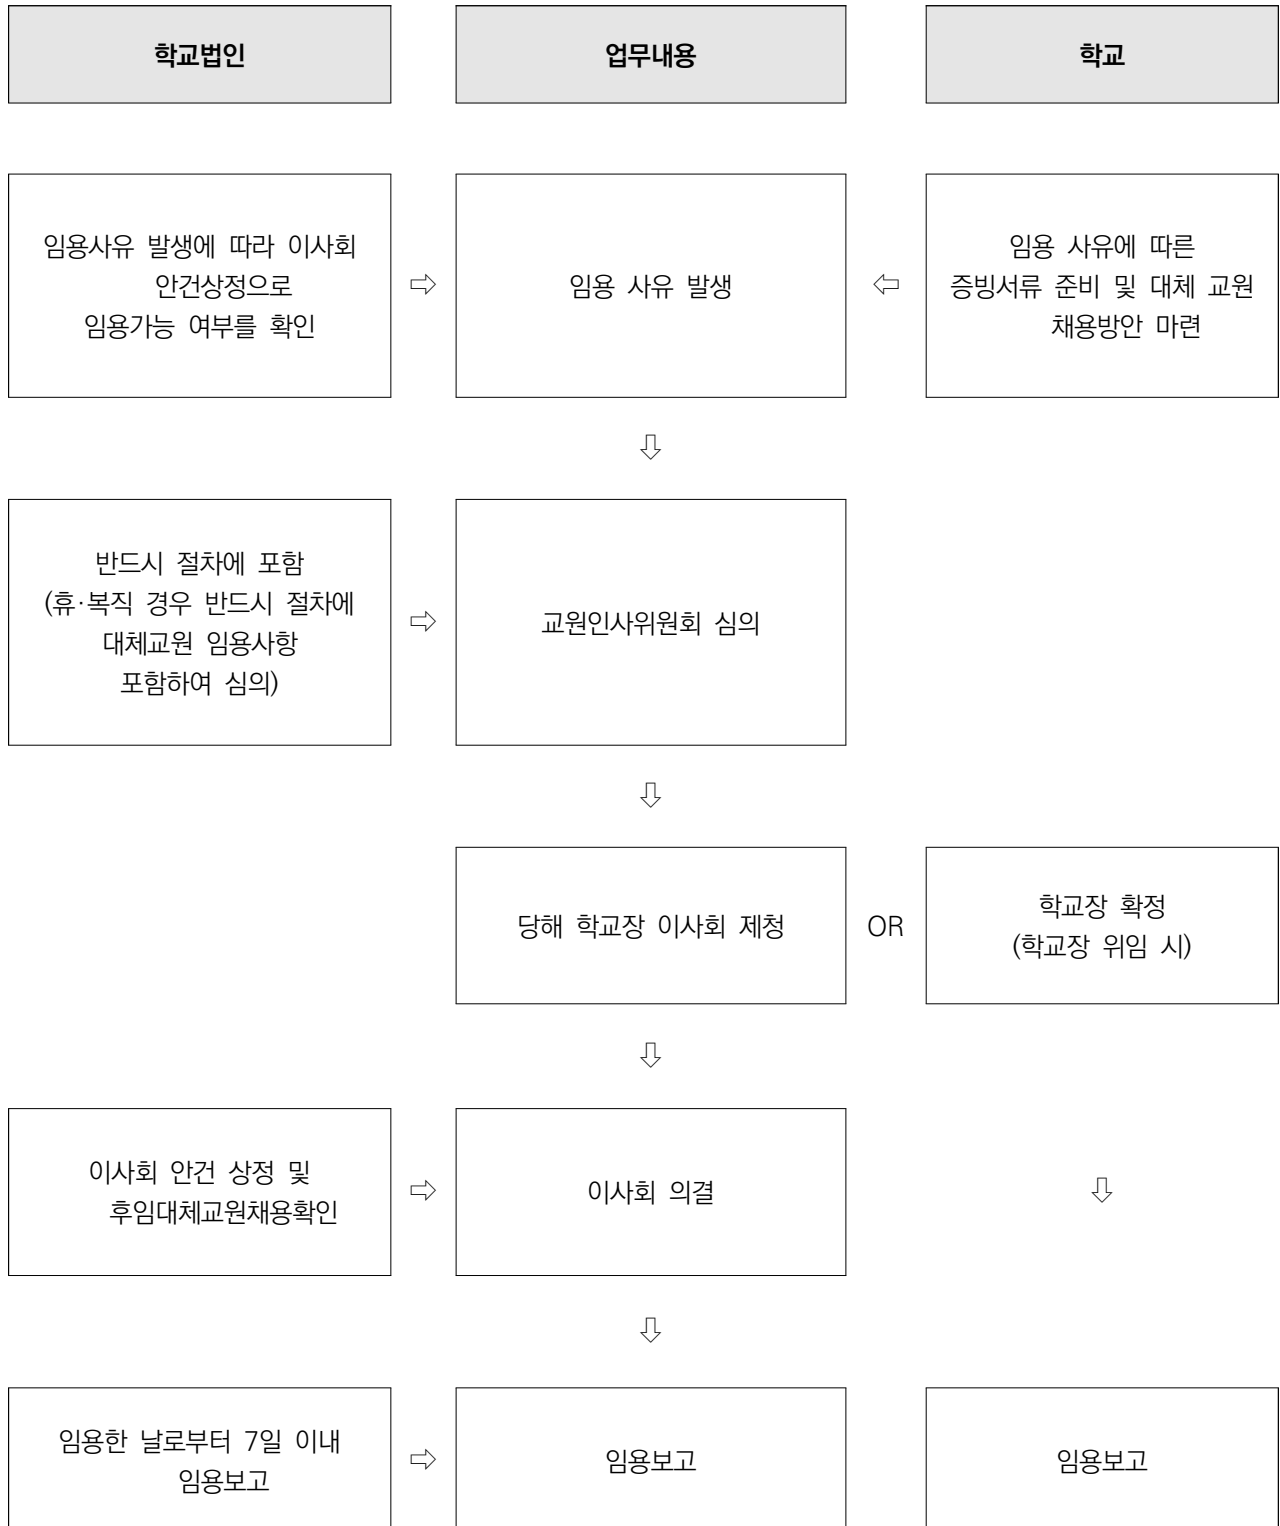 학교법인
업무내용
학교
임용사유 발생에 따라 이사회
안건상정으로
임용가능 여부를 확인
⇨
임용 사유 발생
⇦
임용 사유에 따른
증빙서류 준비 및 대체 교원
채용방안 마련
⇩
반드시 절차에 포함
(휴·복직 경우 반드시 절차에
대체교원 임용사항
포함하여 심의)
⇨
교원인사위원회 심의
⇩
당해 학교장 이사회 제청
OR
학교장 확정
(학교장 위임 시)
⇩
이사회 안건 상정 및
후임대체교원채용확인
⇨
이사회 의결
⇩
⇩
임용한 날로부터 7일 이내
임용보고
⇨
임용보고
임용보고